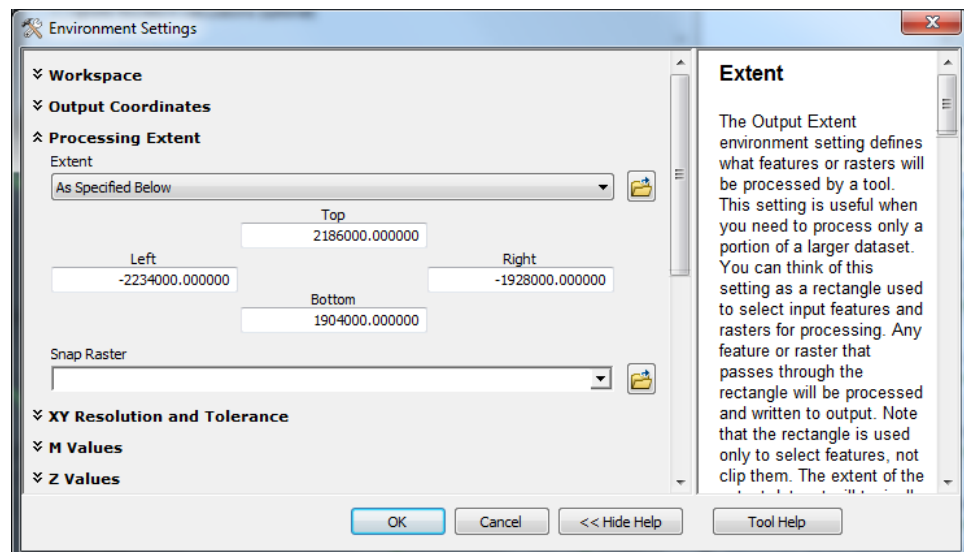 Environment Settings
Workspace
Output Coordinates
Processing Extent
Extent
As Specified Below
Top
2186000.000000
Left
Right
-2234000.000000
-1928000.000000
Bottom
1904000.000000
Snap Raster
XY Resolution and Tolerance
M Values
Z Values
Extent
The Output Extent
environment setting defines
what features or rasters will
be processed by a tool.
This setting is useful when
you need to process only a
portion of a larger dataset.
You can think of this
setting as a rectangle used
to select input features and
rasters for processing. Any
feature or raster that
passes through the
rectangle will be processed
and written to output. Note
that the rectangle is used
only to select features, not
clip them. The extent of the
OK
Cancel
<< Hide Help
Tool Help